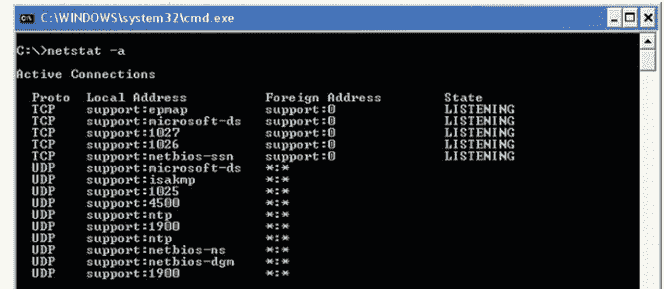 C:\WINDOWS\system32\cmd.exe
C:\>netstat -a
Active Connections
Proto Local Address Foreign Address State
TCP support:epmap support:0 LISTENING
TCP support:microsoft-ds support:0 LISTENING
TCP support:1027 support:0 LISTENING
TCP support:1026 support:0 LISTENING
TCP support:netbios-ssn support:0 LISTENING
UDP support:microsoft-ds *:*
UDP support:isakmp *:*
UDP support:1025 *:*
UDP support:4500 *:*
UDP support:ntp *:*
UDP support:1900 *:*
UDP support:ntp *:*
UDP support:netbios-ns *:*
UDP support:netbios-dgm *:*
UDP support:1900 *:*